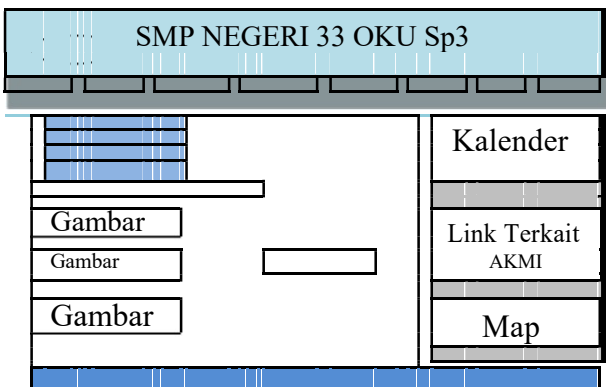 SMP NEGERI 33 OKU Sp3
Kalender
Gambar
Gambar
Gambar
Link Terkait
AKMI
Map